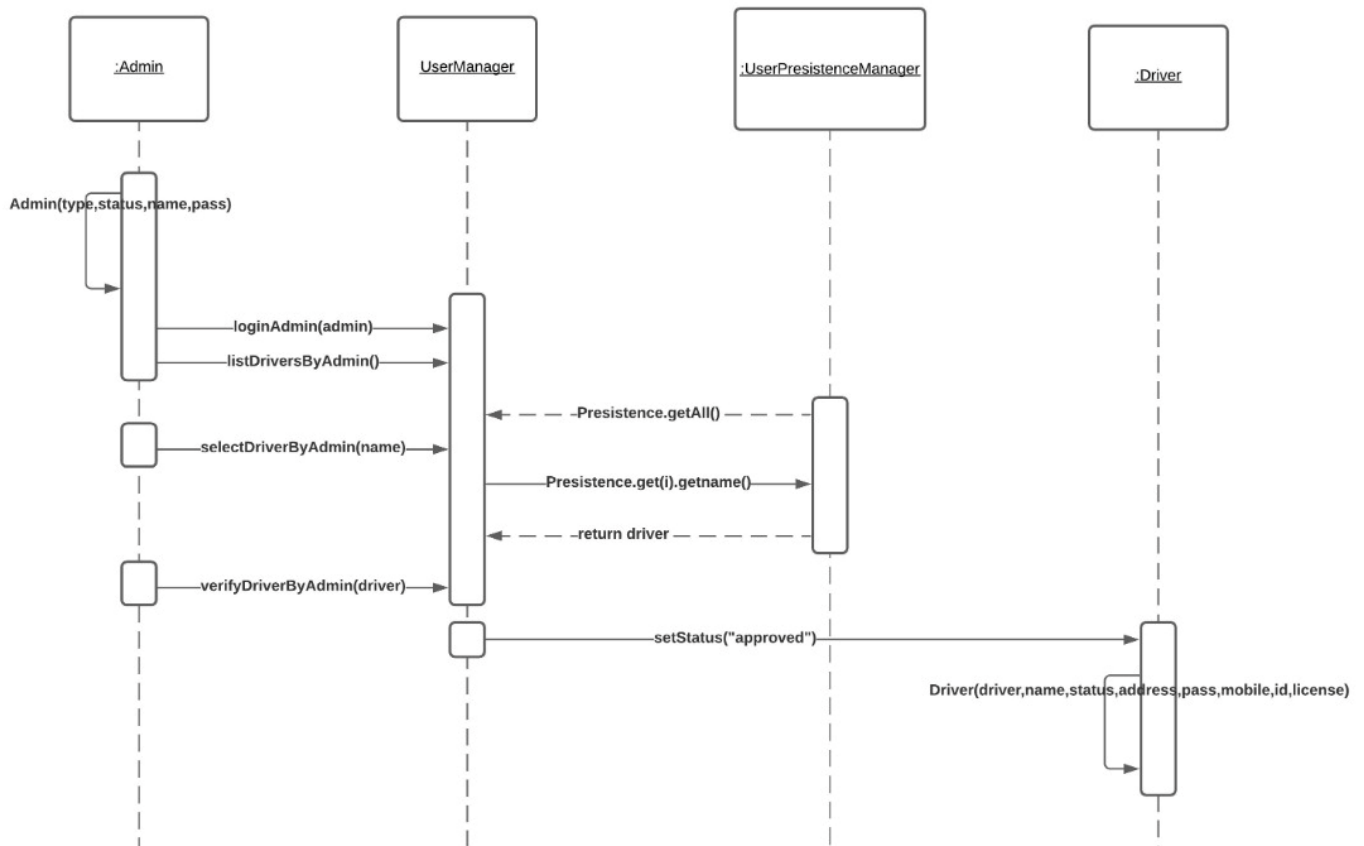 :Admin
UserManager
:UserPresistenceManager
:Driver
Admin(type,status,name,pass)
loginAdmin(admin)
listDriversByAdmin()
Presistence.getAll()
selectDriverByAdmin(name)
Presistence.get(i).getname()
return driver
verifyDriverByAdmin(driver)
setStatus("approved")
Driver(driver,name,status,address,pass,mobile,id,license)